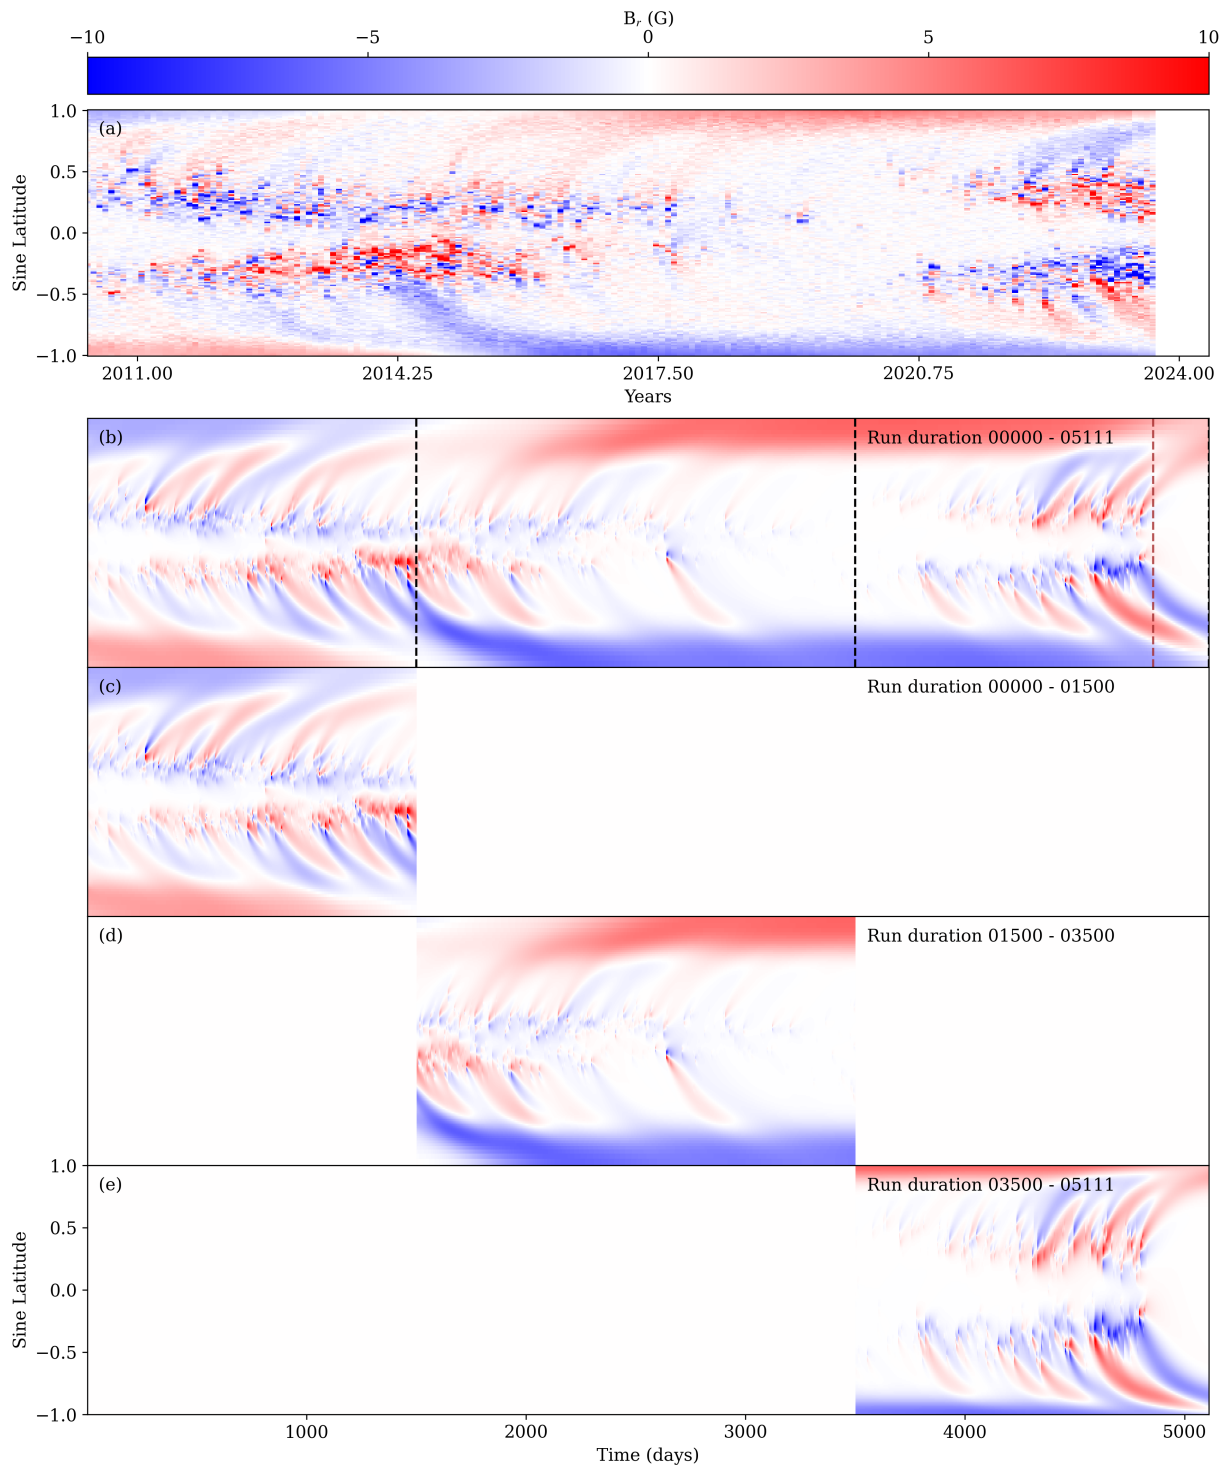 B_r (G)
−10 −5 0 5 10
1.0
(a)
0.5
0.0
−0.5
−1.0
Sine Latitude
2011.00 2014.25 2017.50 2020.75 2024.00
Years
(b) Run duration 00000 - 05111
(c) Run duration 00000 - 01500
(d) Run duration 01500 - 03500
1.0
(e) Run duration 03500 - 05111
0.5
0.0
−0.5
−1.0
Sine Latitude
1000 2000 3000 4000 5000
Time (days)